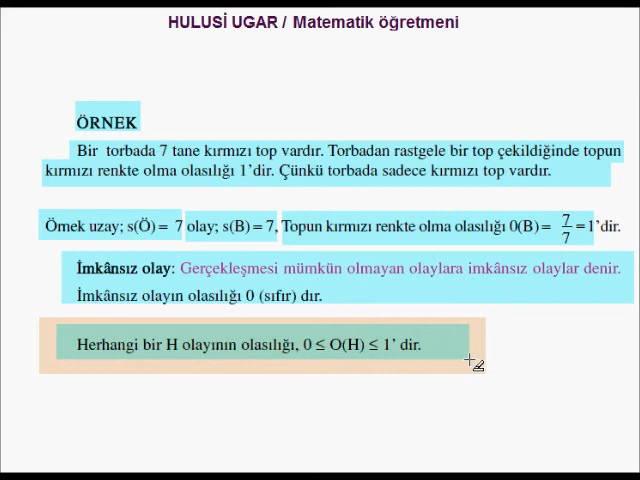 HULUSİ UGAR / Matematik öğretmeni
ÖRNEK
Bir torbada 7 tane kırmızı top vardır. Torbadan rastgele bir top çekildiğinde topun
kırmızı renkte olma olasılığı 1'dir. Çünkü torbada sadece kırmızı top vardır.
Örnek uzay; s(Ö) = 7 olay; s(B) = 7, Topun kırmızı renkte olma olasılığı 0(B) = 7/7 = 1'dir.
İmkânsız olay: Gerçekleşmesi mümkün olmayan olaylara imkânsız olaylar denir.
İmkânsız olayın olasılığı 0 (sıfır) dır.
Herhangi bir H olayının olasılığı, 0 ≤ O(H) ≤ 1' dir.